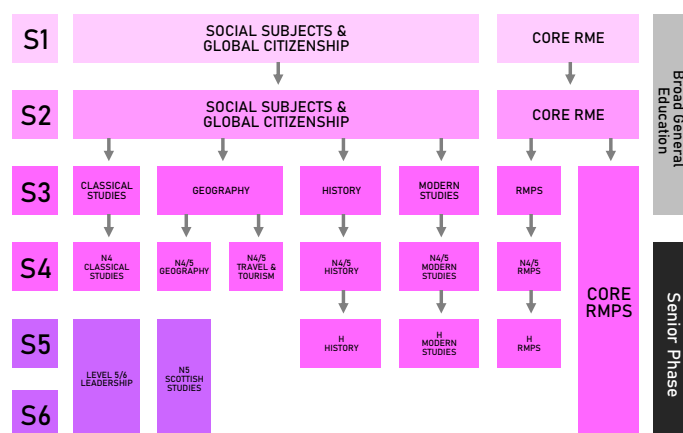 S1
SOCIAL SUBJECTS &
GLOBAL CITIZENSHIP
CORE RME
S2
SOCIAL SUBJECTS &
GLOBAL CITIZENSHIP
CORE RME
Broad General
Education
S3
CLASSICAL
STUDIES
GEOGRAPHY
HISTORY
MODERN
STUDIES
RMPS
S4
N4
CLASSICAL
STUDIES
N4/5
GEOGRAPHY
N4/5
TRAVEL &
TOURISM
N4/5
HISTORY
N4/5
MODERN
STUDIES
N4/5
RMPS
CORE
RMPS
S5
LEVEL 5/6
LEADERSHIP
N5
SCOTTISH
STUDIES
H
HISTORY
H
MODERN
STUDIES
H
RMPS
S6
Senior Phase